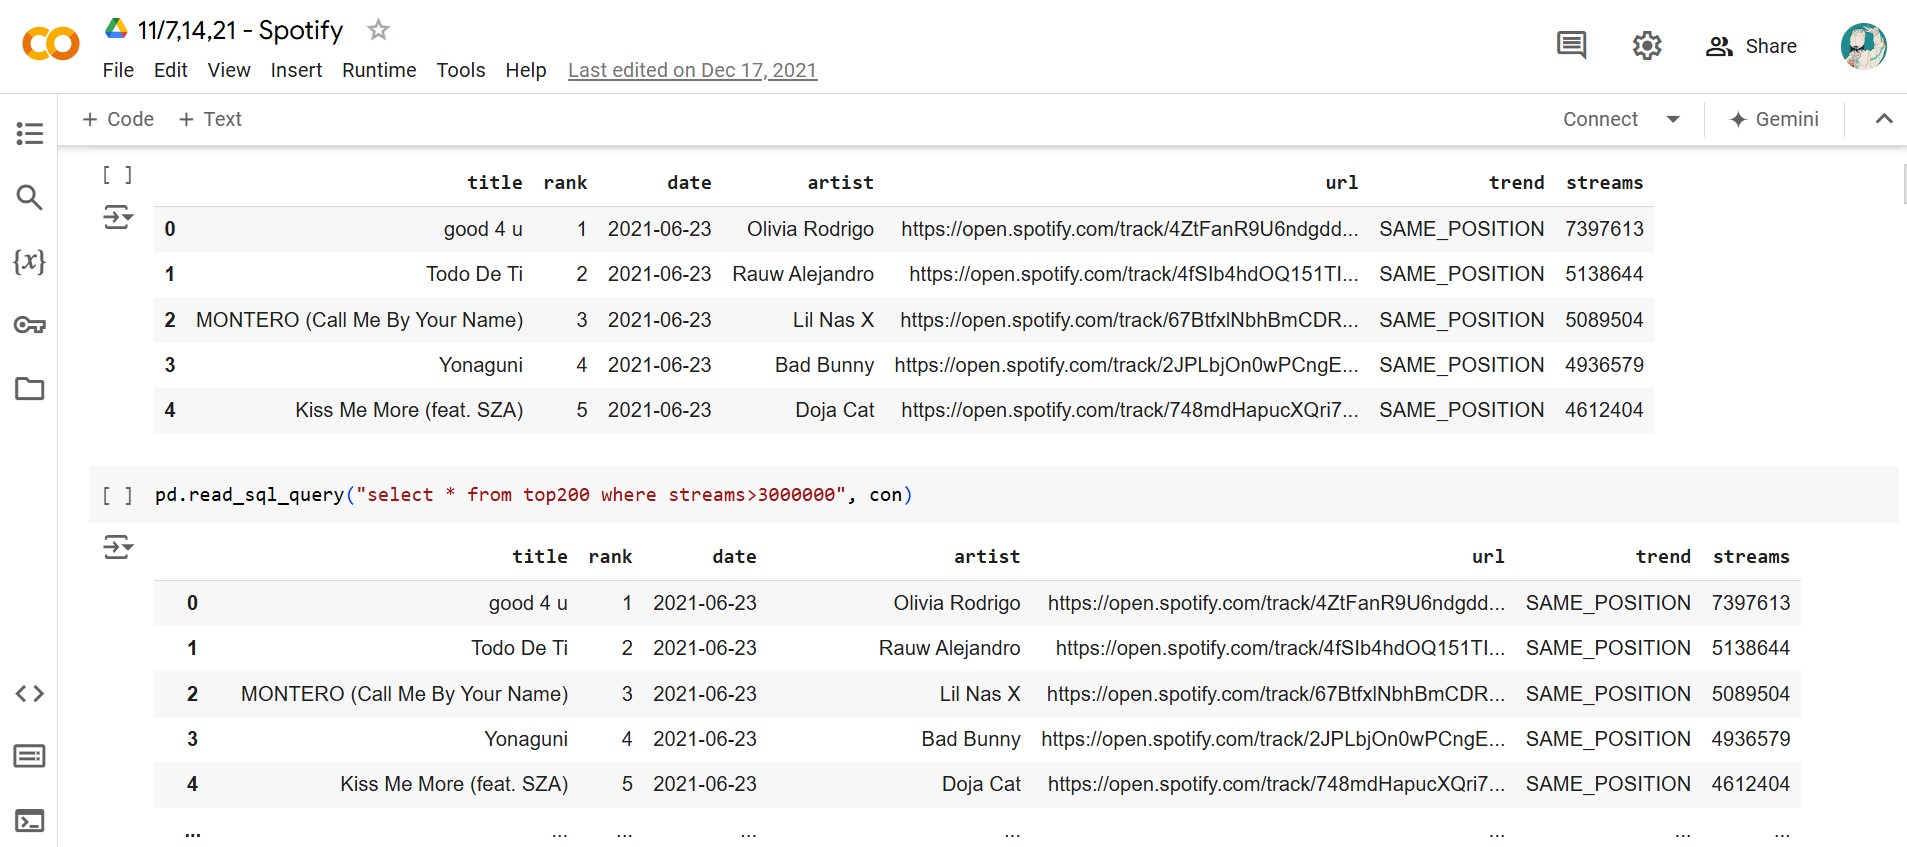 11/7,14,21 - Spotify
File Edit View Insert Runtime Tools Help Last edited on Dec 17, 2021
Share
+ Code + Text
Connect
Gemini
[ ]
title rank date artist url trend streams
0 good 4 u 1 2021-06-23 Olivia Rodrigo https://open.spotify.com/track/4ZtFanR9U6ndgdd... SAME_POSITION 7397613
1 Todo De Ti 2 2021-06-23 Rauw Alejandro https://open.spotify.com/track/4fSIb4hdOQ151TI... SAME_POSITION 5138644
2 MONTERO (Call Me By Your Name) 3 2021-06-23 Lil Nas X https://open.spotify.com/track/67BtfxlNbhBmCDR... SAME_POSITION 5089504
3 Yonaguni 4 2021-06-23 Bad Bunny https://open.spotify.com/track/2JPLbjOn0wPCngE... SAME_POSITION 4936579
4 Kiss Me More (feat. SZA) 5 2021-06-23 Doja Cat https://open.spotify.com/track/748mdHapucXQri7... SAME_POSITION 4612404
[ ] pd.read_sql_query("select * from top200 where streams>3000000", con)
title rank date artist url trend streams
0 good 4 u 1 2021-06-23 Olivia Rodrigo https://open.spotify.com/track/4ZtFanR9U6ndgdd... SAME_POSITION 7397613
1 Todo De Ti 2 2021-06-23 Rauw Alejandro https://open.spotify.com/track/4fSIb4hdOQ151TI... SAME_POSITION 5138644
2 MONTERO (Call Me By Your Name) 3 2021-06-23 Lil Nas X https://open.spotify.com/track/67BtfxlNbhBmCDR... SAME_POSITION 5089504
3 Yonaguni 4 2021-06-23 Bad Bunny https://open.spotify.com/track/2JPLbjOn0wPCngE... SAME_POSITION 4936579
4 Kiss Me More (feat. SZA) 5 2021-06-23 Doja Cat https://open.spotify.com/track/748mdHapucXQri7... SAME_POSITION 4612404
... ... ... ... ... ... ... ...